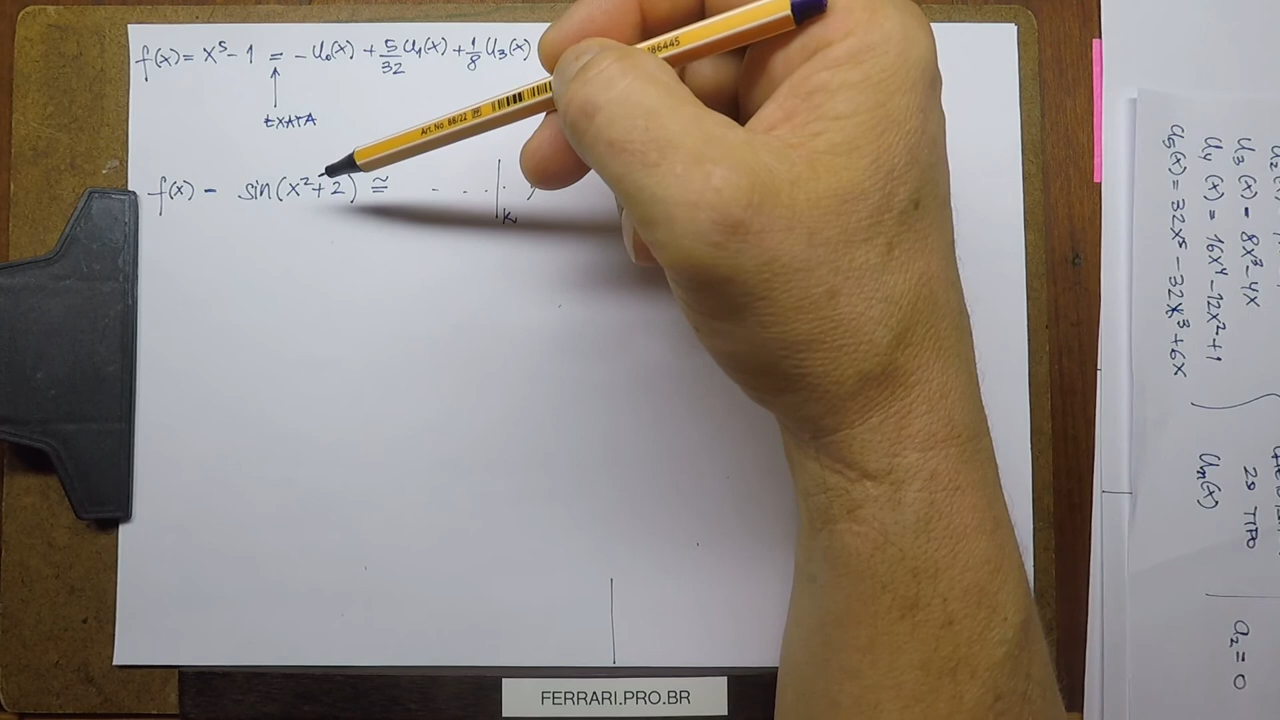 f(x) = x⁵ - 1 = - U₀(x) + 5/32 U₁(x) + 1/8 U₃(x)
EXATA
f(x) - sin(x²+2) ≅ - . . | k
186445
Art. No. 88/22
U₃(x) = 8x³ - 4x
U₄(x) = 16x⁴ - 12x² + 1
U₅(x) = 32x⁵ - 32x³ + 6x
2º TIPO
Un(x)
a₂ = 0
FERRARI.PRO.BR